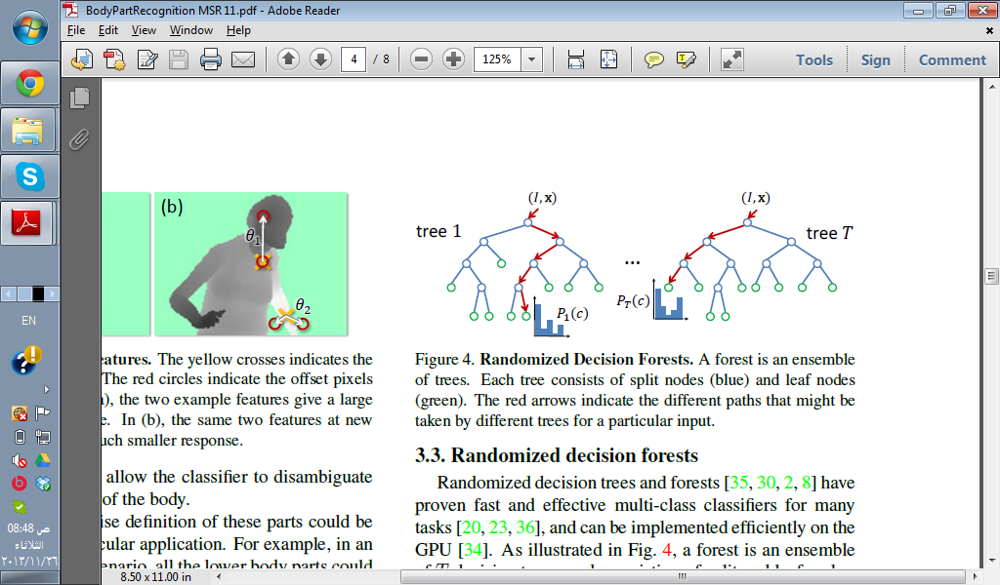 BodyPartRecognition MSR 11.pdf - Adobe Reader
File Edit View Window Help
4 / 8 125% Tools Sign Comment
(b)
θ1
θ2
(I,x) (I,x)
tree 1 tree T
...
P1(c) PT(c)
eatures. The yellow crosses indicates the
The red circles indicate the offset pixels
), the two example features give a large
e. In (b), the same two features at new
uch smaller response.
allow the classifier to disambiguate
of the body.
ise definition of these parts could be
cular application. For example, in an
enario, all the lower body parts could
Figure 4. Randomized Decision Forests. A forest is an ensemble
of trees. Each tree consists of split nodes (blue) and leaf nodes
(green). The red arrows indicate the different paths that might be
taken by different trees for a particular input.
3.3. Randomized decision forests
Randomized decision trees and forests [35, 30, 2, 8] have
proven fast and effective multi-class classifiers for many
tasks [20, 23, 36], and can be implemented efficiently on the
GPU [34]. As illustrated in Fig. 4, a forest is an ensemble
8.50 x 11.00 in
EN
08:48 ص
الثلاثاء
٢٠١٣/١١/٢٦